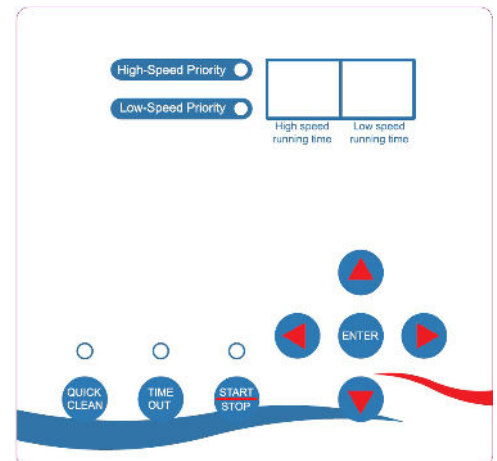 High-Speed Priority
Low-Speed Priority
High speed
running time
Low speed
running time
ENTER
QUICK
CLEAN
TIME
OUT
START
STOP